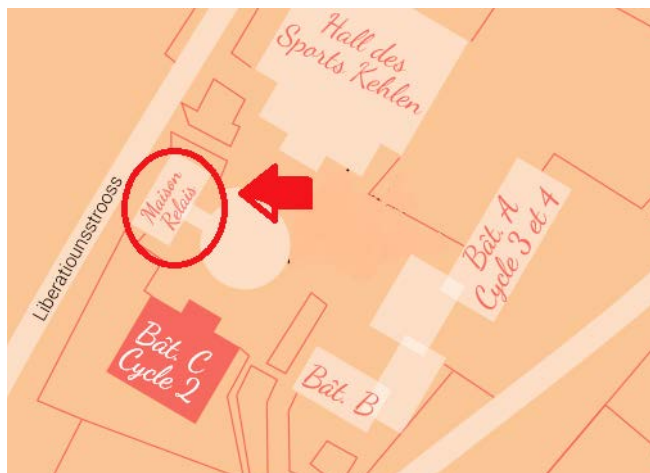 Hall des
Sports Kehlen
Maison
Relais
Liberatiounsstrooss
Bât. A
Cycle 3 et 4
Bât. C
Cycle 2
Bât. B